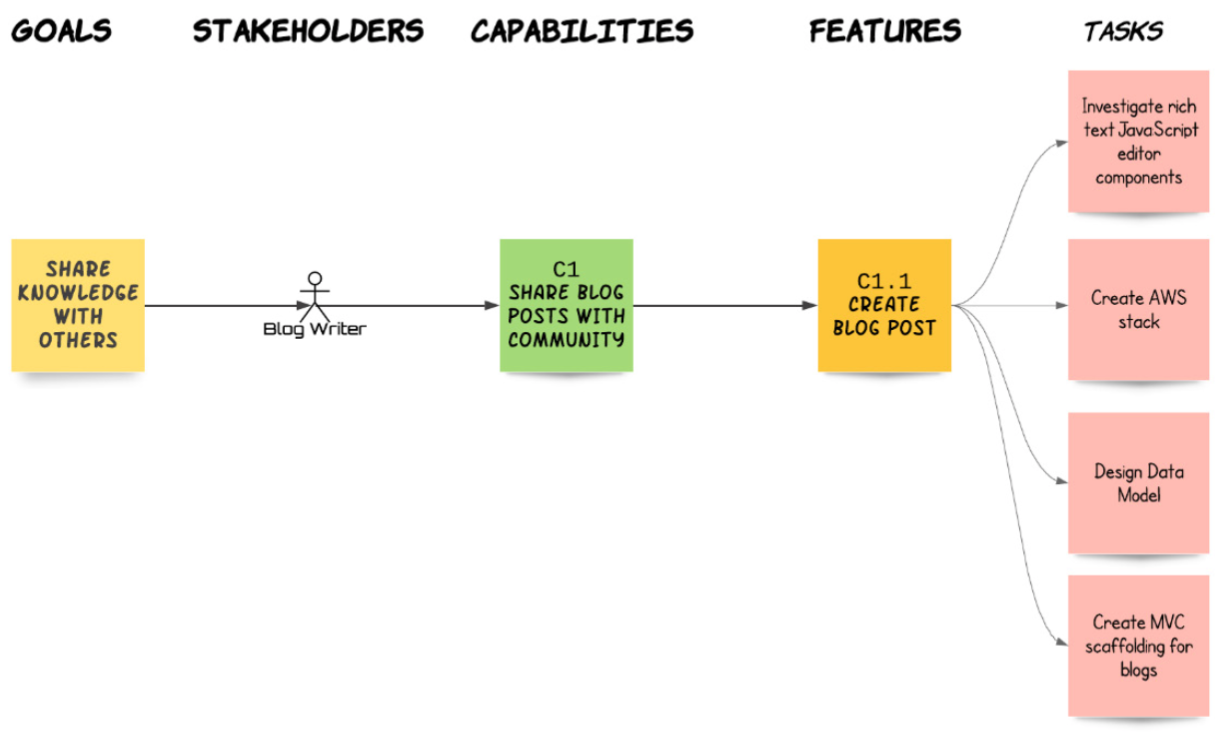 GOALS STAKEHOLDERS CAPABILITIES FEATURES TASKS
SHARE
KNOWLEDGE
WITH
OTHERS
Blog Writer
C1
SHARE BLOG
POSTS WITH
COMMUNITY
C1.1
CREATE
BLOG POST
Investigate rich
text JavaScript
editor
components
Create AWS
stack
Design Data
Model
Create MVC
scaffolding for
blogs